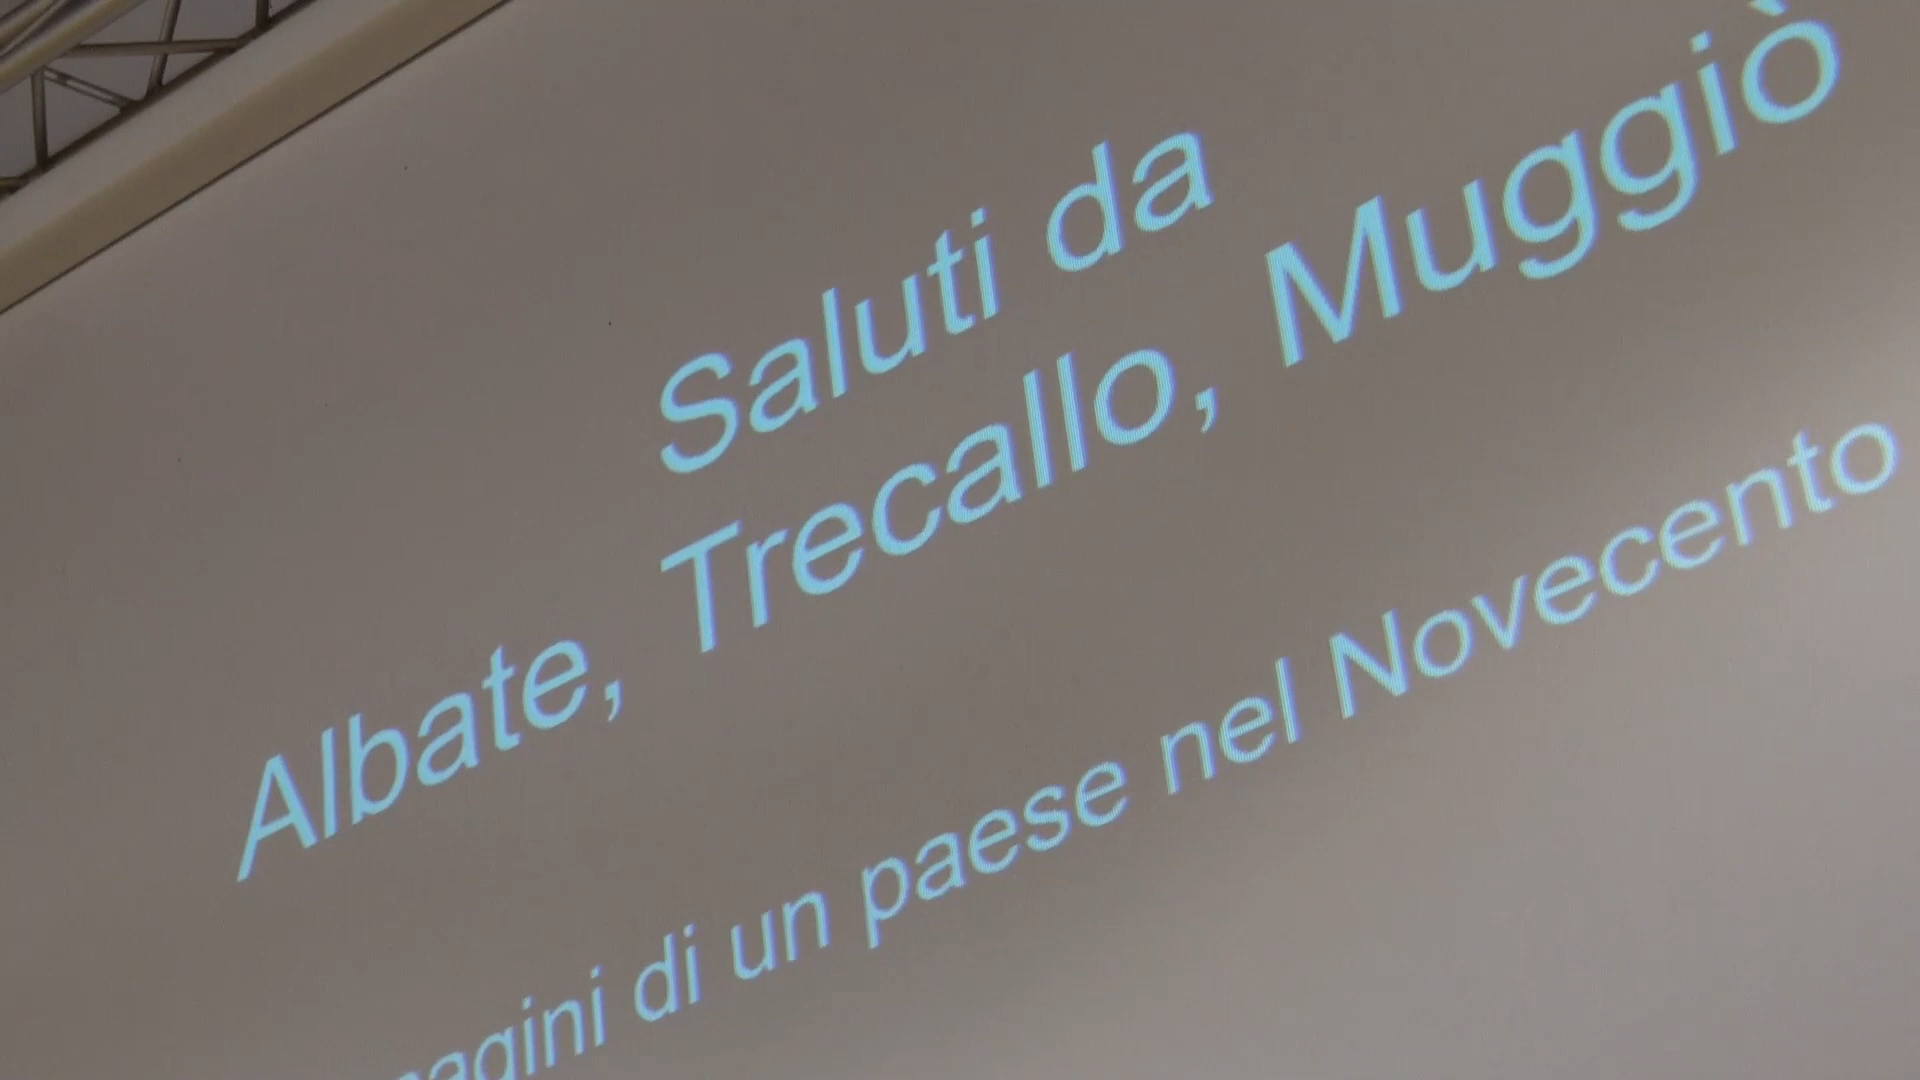 Saluti da
Albate, Trecallo, Muggiò
di un paese nel Novecento